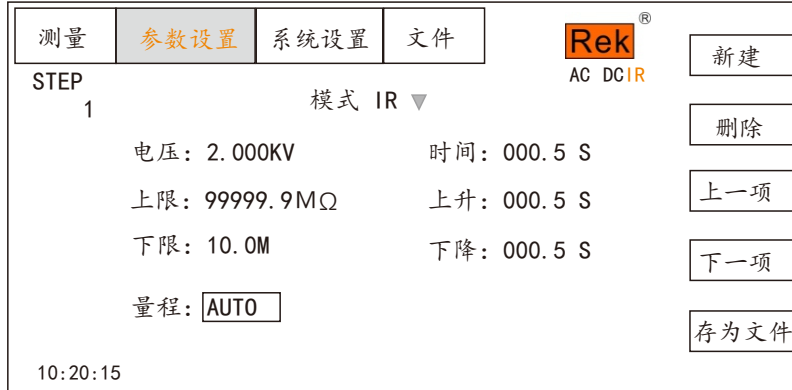 测量 参数设置 系统设置 文件 Rek®
AC DCIR
新建
STEP
1
模式 IR ▼
删除
电压: 2.000KV 时间: 000.5 S
上限: 99999.9MΩ 上升: 000.5 S
上一项
下限: 10.0M 下降: 000.5 S
下一项
量程: AUTO
存为文件
10:20:15